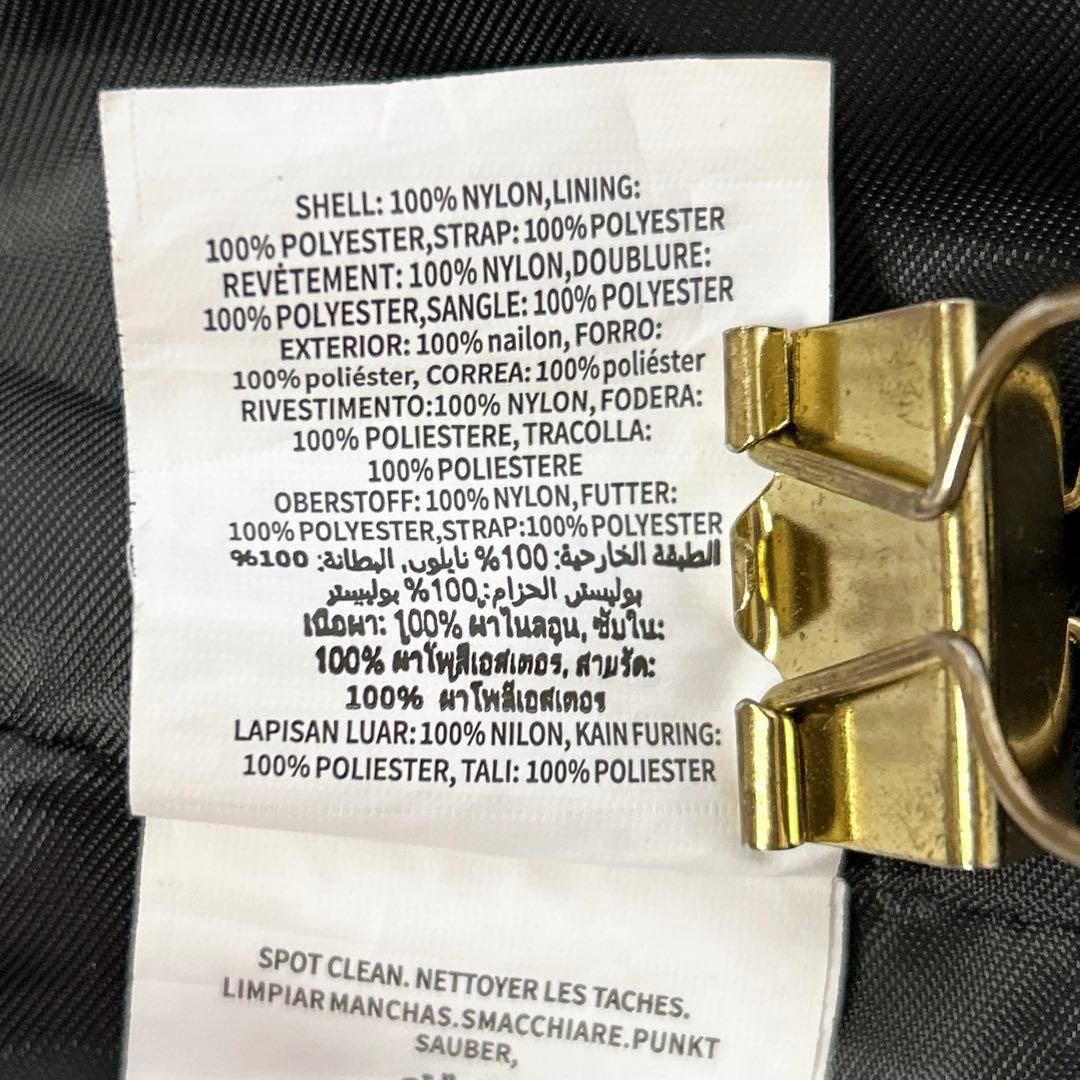 SHELL: 100% NYLON,LINING:
100% POLYESTER,STRAP: 100% POLYESTER
REVÊTEMENT: 100% NYLON,DOUBLURE:
100% POLYESTER,SANGLE: 100% POLYESTER
EXTERIOR: 100% nailon, FORRO:
100% poliéster, CORREA: 100% poliéster
RIVESTIMENTO:100% NYLON, FODERA:
100% POLIESTERE, TRACOLLA:
100% POLIESTERE
OBERSTOFF: 100% NYLON,FUTTER:
100% POLYESTER,STRAP:100% POLYESTER
الطبقة الخارجية: 100% نايلون, البطانة: 100%
بوليستر, الحزام: 100% بوليستر
เนื้อผ้า: 100% ผ้าไนลอน, ซับใน:
100% ผ้าโพลีเอสเตอร, สายรัด:
100% ผ้าโพลีเอสเตอร
LAPISAN LUAR: 100% NILON, KAIN FURING:
100% POLIESTER, TALI: 100% POLIESTER
SPOT CLEAN. NETTOYER LES TACHES.
LIMPIAR MANCHAS.SMACCHIARE.PUNKT
SAUBER,